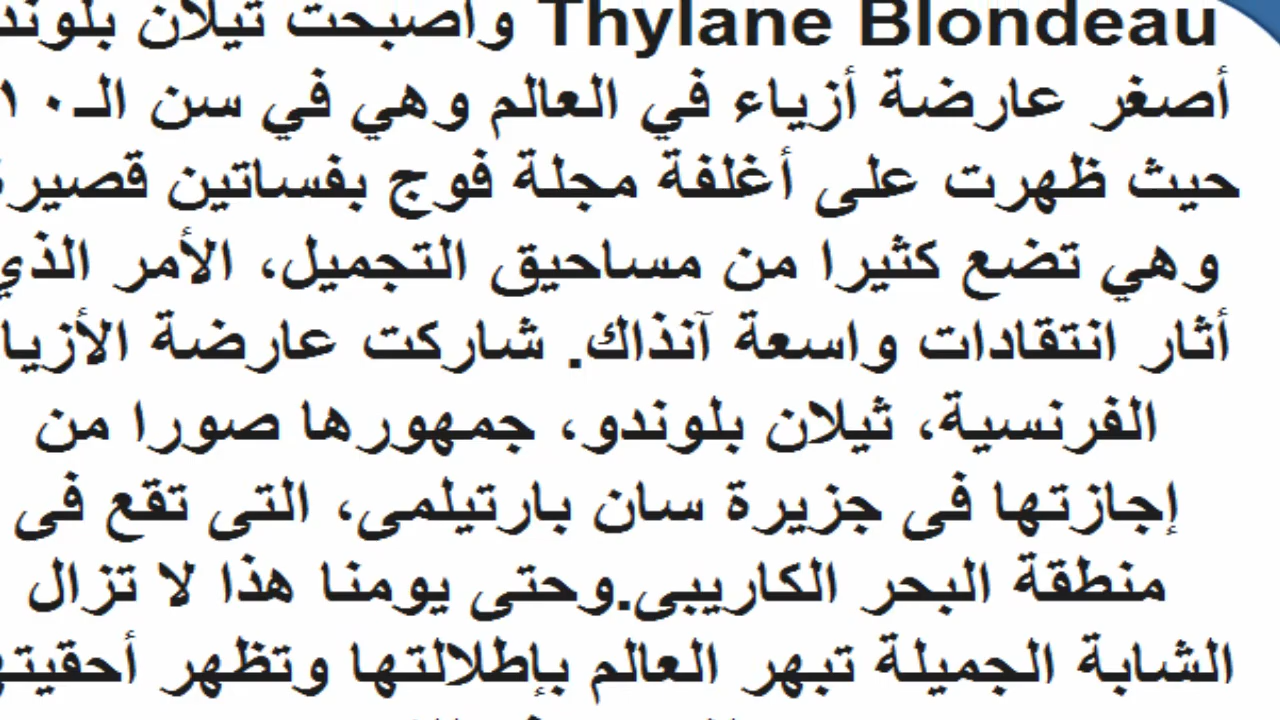 Thylane Blondeau واصبحت تيلان
أصغر عارضة أزياء في العالم وهي في سن الـ١٠
حيث ظهرت على أغلفة مجلة فوج بفساتين قصيرة
وهي تضع كثيرا من مساحيق التجميل، الأمر الذي
أثار انتقادات واسعة آنذاك. شاركت عارضة
الفرنسية، ثيلان بلوندو، جمهورها صورا من
إجازتها فى جزيرة سان بارتيلمى، التى تقع فى
منطقة البحر الكاريبى.وحتى يومنا هذا لا تزال
الشابة الجميلة تبهر العالم بإطلالتها وتظهر